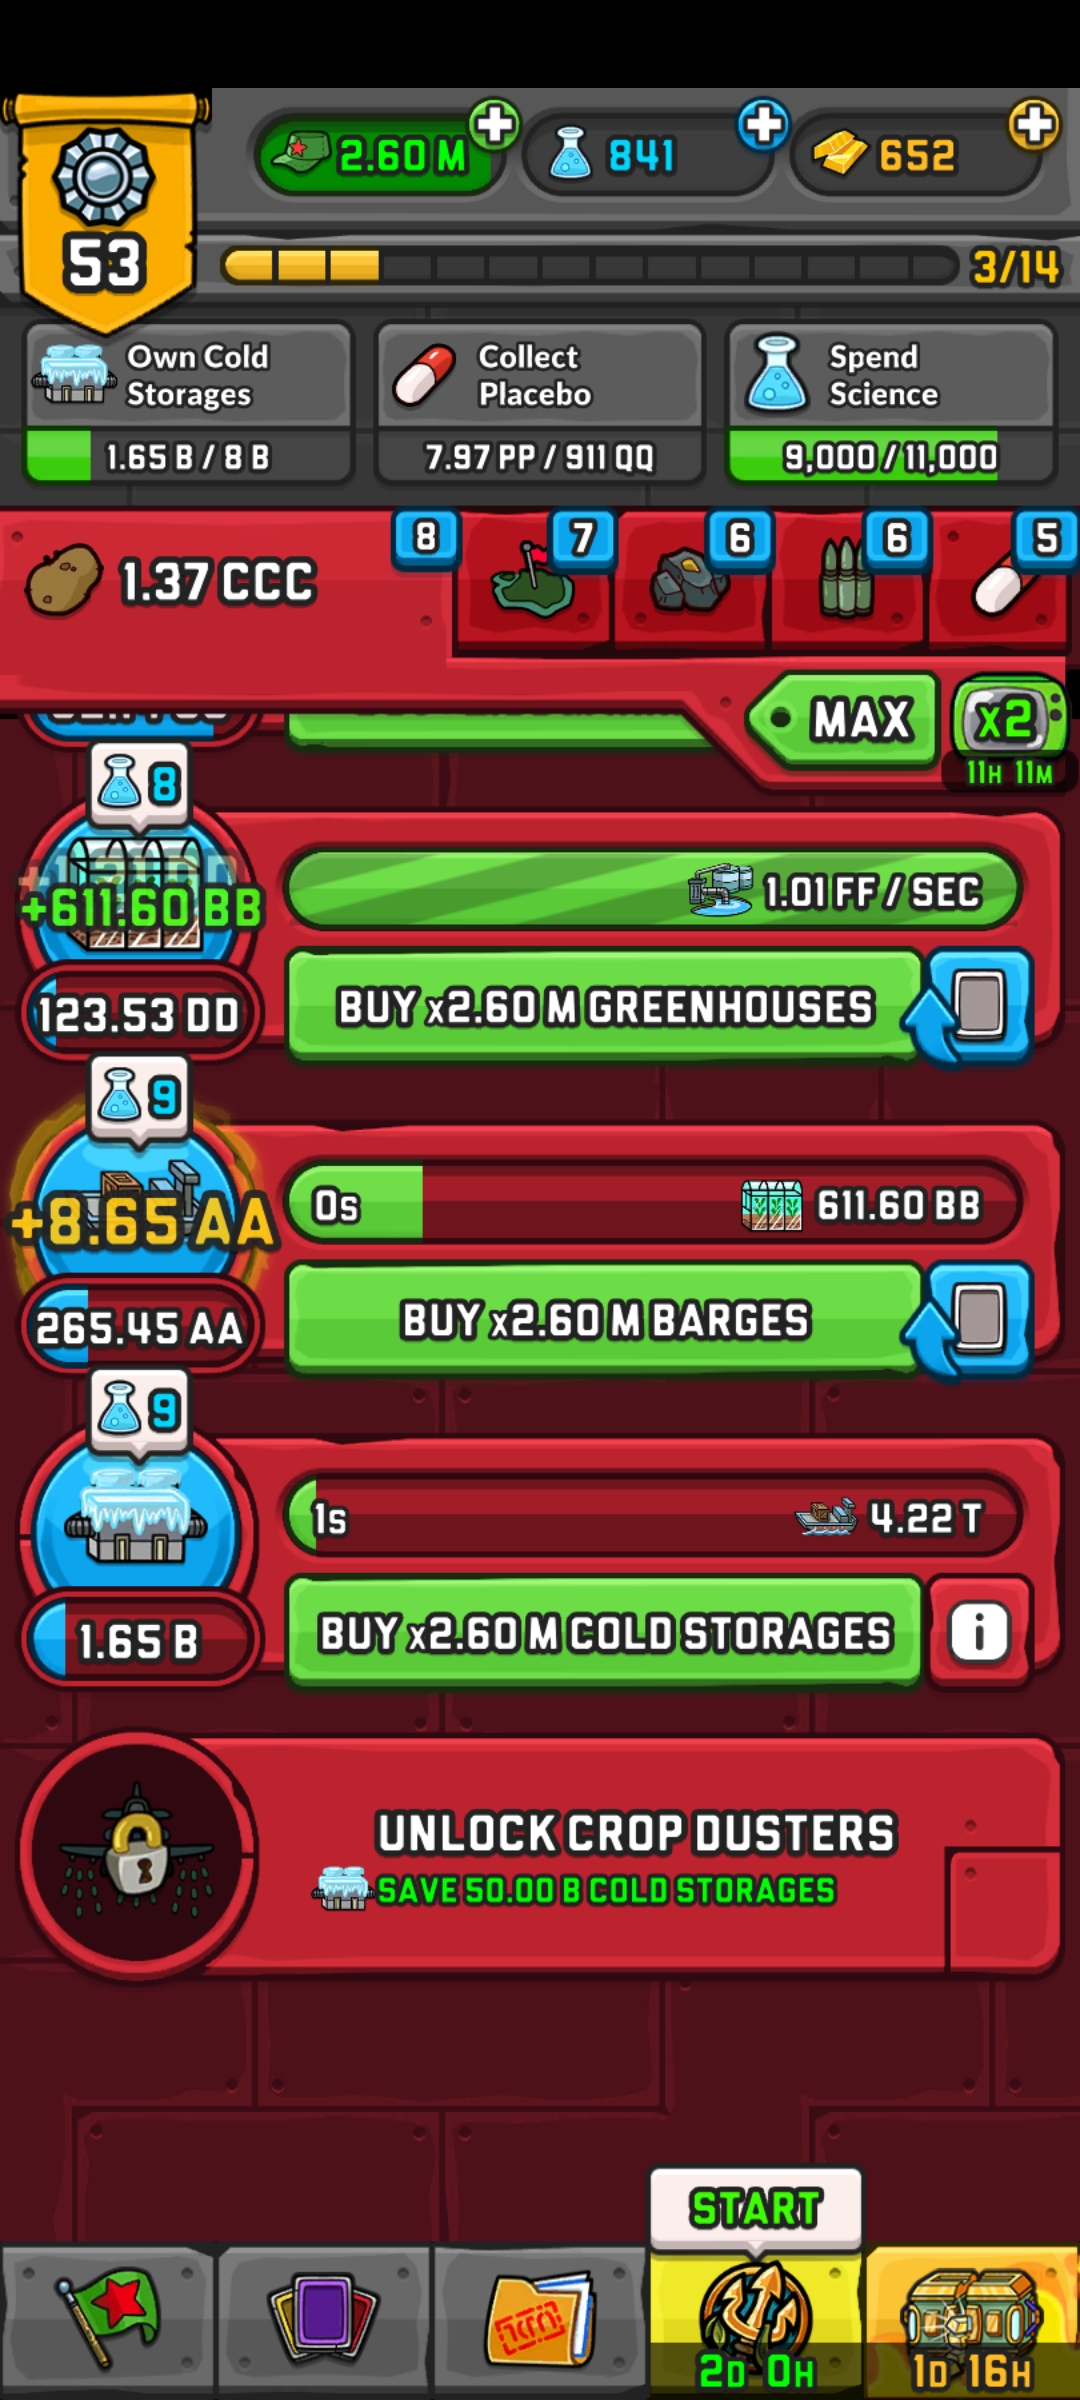 2.60 M
841
652
53
3/14
Own Cold
Storages
1.65 B / 8 B
Collect
Placebo
7.97 PP / 911 QQ
Spend
Science
9,000 / 11,000
1.37 CCC
8
7
6
6
5
MAX
x2
11H 11M
8
+611.60 BB
1.01 FF / SEC
123.53 DD
BUY x2.60 M GREENHOUSES
9
+8.65 AA
0s
611.60 BB
265.45 AA
BUY x2.60 M BARGES
9
1s
4.22 T
1.65 B
BUY x2.60 M COLD STORAGES
i
UNLOCK CROP DUSTERS
SAVE 50.00 B COLD STORAGES
START
2D 0H
1D 16H